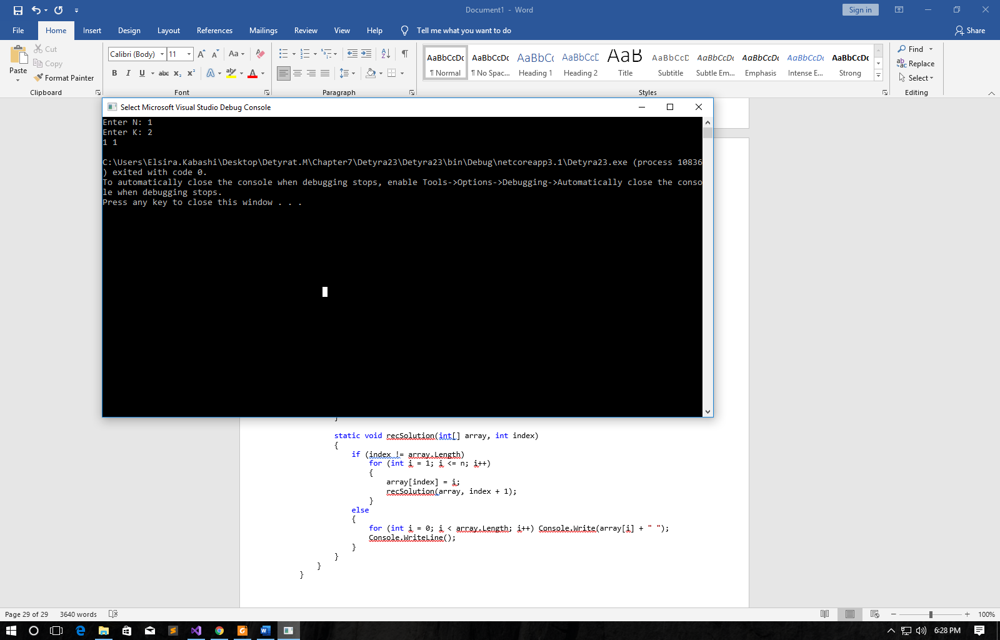 Document1 - Word
Sign in
File Home Insert Design Layout References Mailings Review View Help Tell me what you want to do Share
Paste
Cut
Copy
Format Painter
Clipboard
Calibri (Body) 11
Font
Paragraph
AaBbCcDc AaBbCcDc AaBbCc AaBbCcC AaB AaBbCcD AaBbCcDc AaBbCcDc AaBbCcDc AaBbCcDc
¶ Normal ¶ No Spac... Heading 1 Heading 2 Title Subtitle Subtle Em... Emphasis Intense E... Strong
Styles
Find
Replace
Select
Editing
Select Microsoft Visual Studio Debug Console
Enter N: 1
Enter K: 2
1 1
C:\Users\Elsira.Kabashi\Desktop\Detyrat.M\Chapter7\Detyra23\Detyra23\bin\Debug\netcoreapp3.1\Detyra23.exe (process 10836
) exited with code 0.
To automatically close the console when debugging stops, enable Tools->Options->Debugging->Automatically close the conso
le when debugging stops.
Press any key to close this window . . .
static void recSolution(int[] array, int index)
{
if (index != array.Length)
for (int i = 1; i <= n; i++)
{
array[index] = i;
recSolution(array, index + 1);
}
else
{
for (int i = 0; i < array.Length; i++) Console.Write(array[i] + " ");
Console.WriteLine();
}
}
}
}
Page 29 of 29 3640 words 100%
6:28 PM